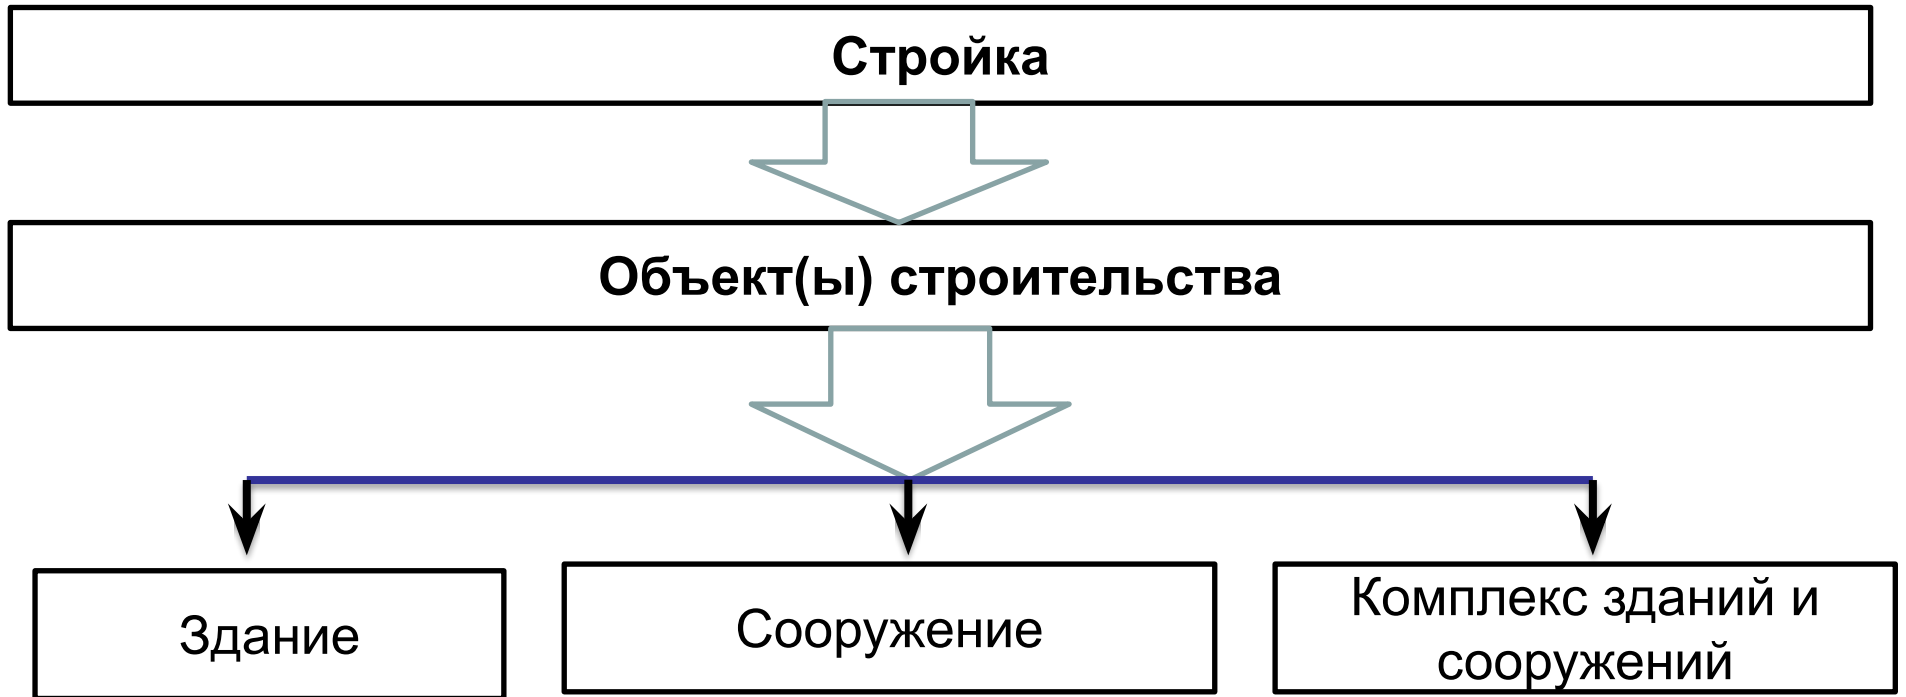 Стройка
Объект(ы) строительства
Здание
Сооружение
Комплекс зданий и
сооружений